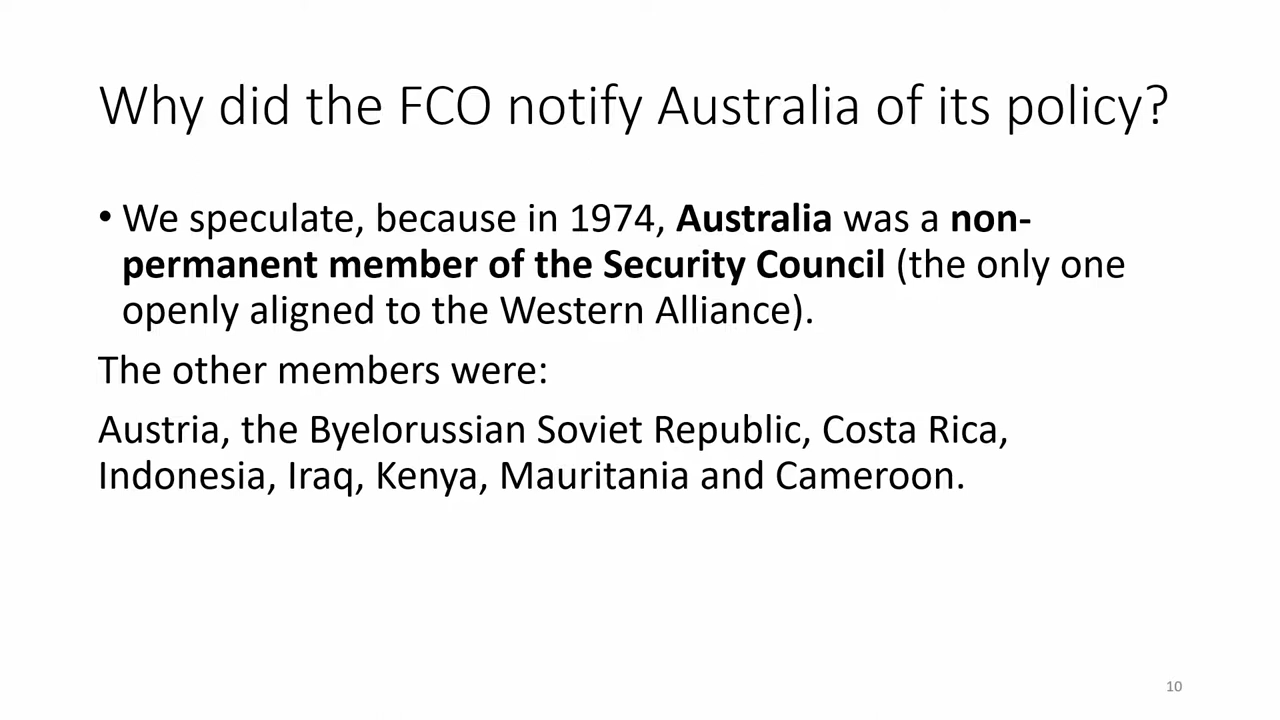 Why did the FCO notify Australia of its policy?
• We speculate, because in 1974, Australia was a non-
permanent member of the Security Council (the only one
openly aligned to the Western Alliance).
The other members were:
Austria, the Byelorussian Soviet Republic, Costa Rica,
Indonesia, Iraq, Kenya, Mauritania and Cameroon.
10